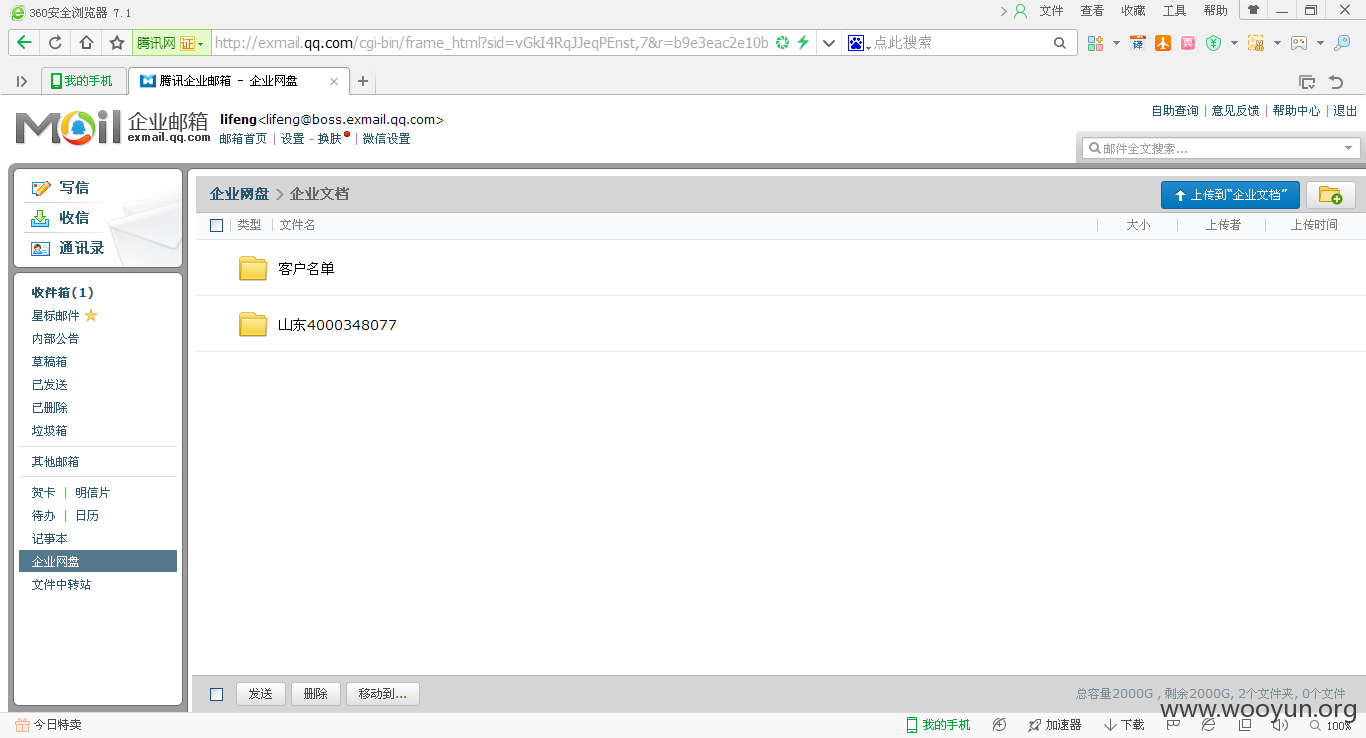 360安全浏览器 7.1
文件 查看 收藏 工具 帮助
腾讯网 证 http://exmail.qq.com/cgi-bin/frame_html?sid=vGkI4RqJJeqPEnst,7&r=b9e3eac2e10b 点此搜索 译 票
我的手机 腾讯企业邮箱 - 企业网盘
自助查询 | 意见反馈 | 帮助中心 | 退出
Mail 企业邮箱 exmail.qq.com
lifeng<lifeng@boss.exmail.qq.com>
邮箱首页 | 设置 - 换肤 | 微信设置
邮件全文搜索...
写信
收信
通讯录
收件箱(1)
星标邮件
内部公告
草稿箱
已发送
已删除
垃圾箱
其他邮箱
贺卡 | 明信片
待办 | 日历
记事本
企业网盘
文件中转站
企业网盘 > 企业文档
上传到“企业文档”
类型 文件名 大小 上传者 上传时间
客户名单
山东4000348077
发送 删除 移动到...
总容量2000G , 剩余2000G, 2个文件夹, 0个文件
www.wooyun.org
今日特卖 我的手机 加速器 下载 100%